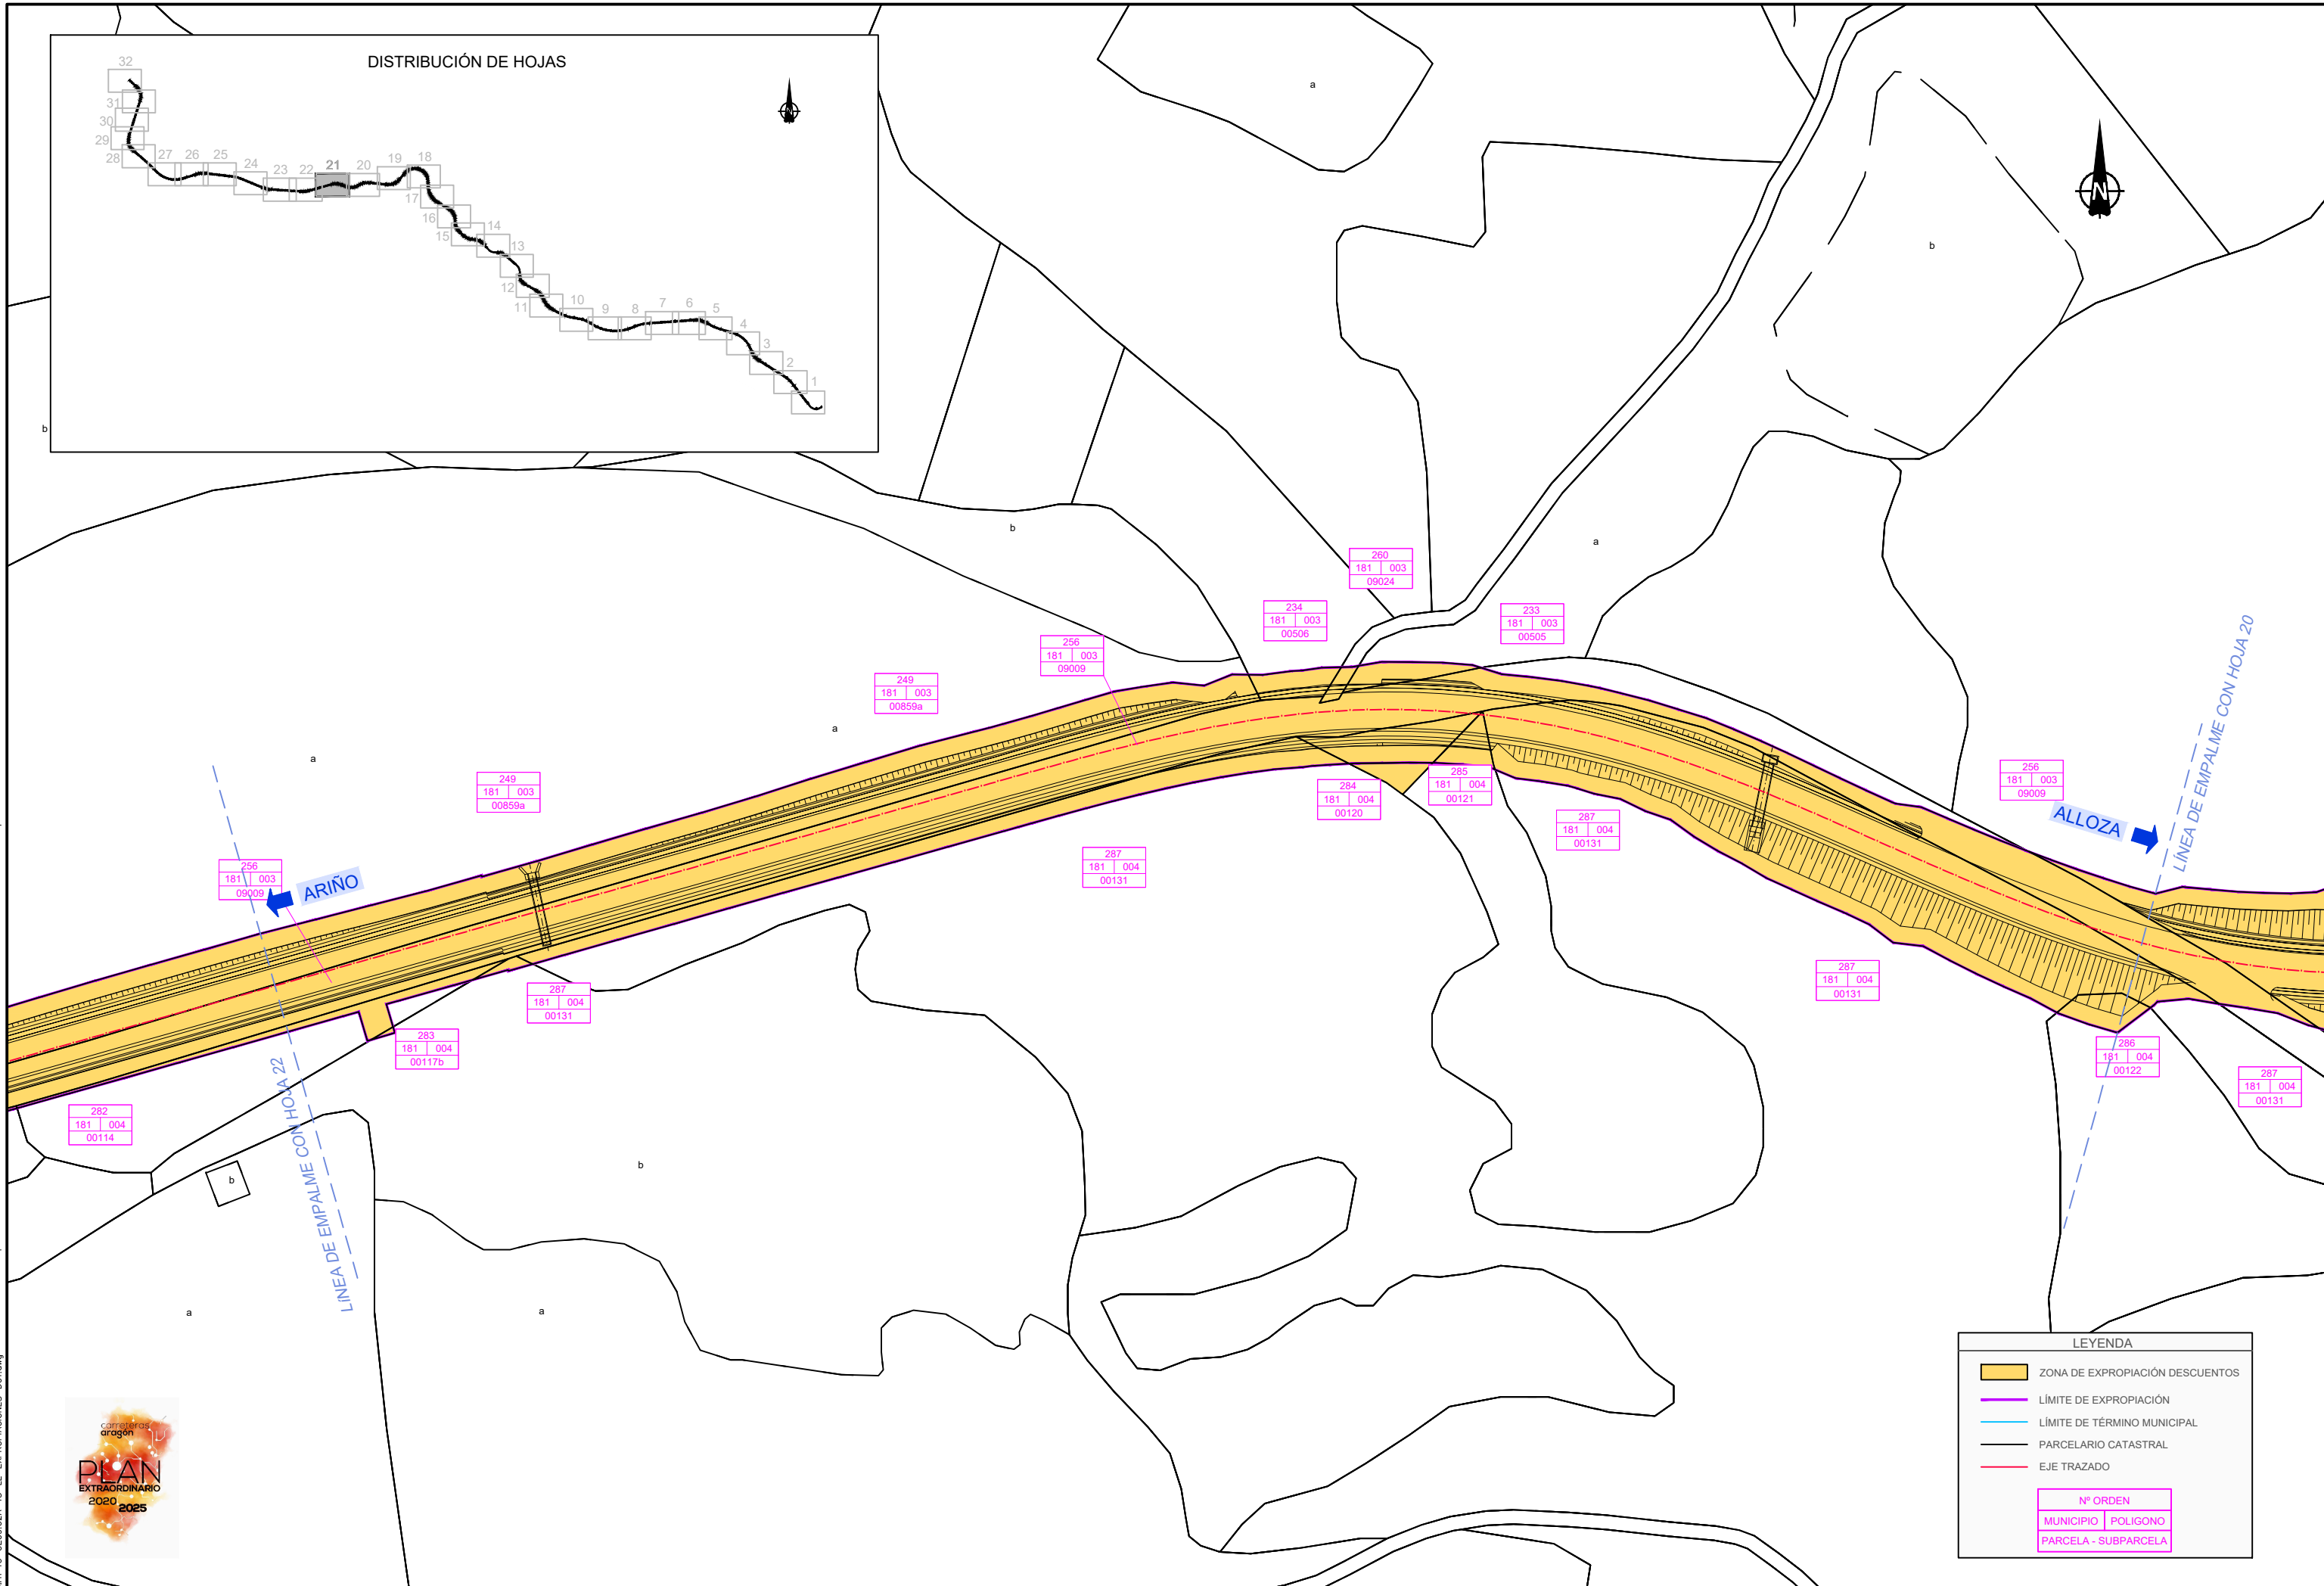 DISTRIBUCIÓN DE HOJAS
32
31
30
29
28
27
26
25
24
23
22
21
20
19
18
17
16
15
14
13
12
11
10
9
8
7
6
5
4
3
2
1
N
a
b
b
b
a
260
181 003
09024
234
181 003
00506
233
181 003
00505
256
181 003
09009
249
181 003
00859a
a
a
249
181 003
00859a
256
181 003
09009
ARIÑO
256
181 003
09009
ALLOZA
LÍNEA DE EMPALME CON HOJA 20
284
181 004
00120
285
181 004
00121
287
181 004
00131
287
181 004
00131
287
181 004
00131
287
181 004
00131
283
181 004
00117b
282
181 004
00114
286
181 004
00122
287
181 004
00131
LÍNEA DE EMPALME CON HOJA 22
b
b
a
a
carreteras
aragón
PLAN
EXTRAORDINARIO
2020
2025
LEYENDA
ZONA DE EXPROPIACIÓN DESCUENTOS
LÍMITE DE EXPROPIACIÓN
LÍMITE DE TÉRMINO MUNICIPAL
PARCELARIO CATASTRAL
EJE TRAZADO
Nº ORDEN
MUNICIPIO POLIGONO
PARCELA - SUBPARCELA